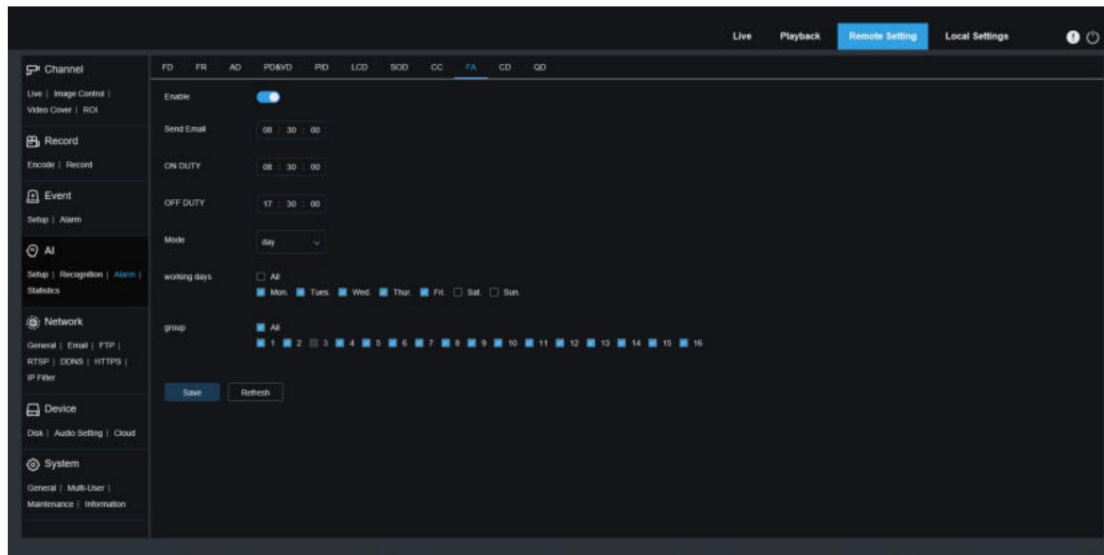 Live Playback Remote Setting Local Settings
Channel
Live | Image Control |
Video Cover | ROI
Record
Encode | Record
Event
Setup | Alarm
AI
Setup | Recognition | Alarm |
Statistics
Network
General | Email | FTP |
RTSP | DDNS | HTTPS |
IP Filter
Device
Disk | Audio Setting | Cloud
System
General | Multi-User |
Maintenance | Information
FD FR AD PD&VD PID LCD SOD CC FA CD QD
Enable
Send Email 08 : 30 : 00
ON DUTY 08 : 30 : 00
OFF DUTY 17 : 30 : 00
Mode day
working days All
Mon. Tues. Wed. Thur. Fri. Sat. Sun.
group All
1 2 3 4 5 6 7 8 9 10 11 12 13 14 15 16
Save Refresh